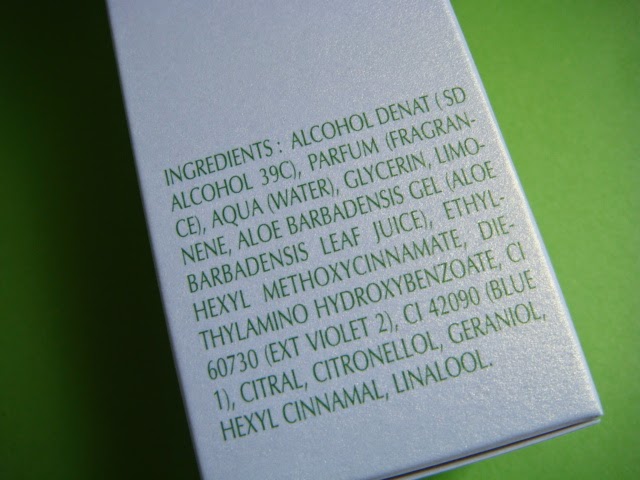 INGREDIENTS : ALCOHOL DENAT ( SD
ALCOHOL 39C), PARFUM (FRAGRAN-
CE), AQUA (WATER), GLYCERIN, LIMO-
NENE, ALOE BARBADENSIS GEL (ALOE
BARBADENSIS LEAF JUICE), ETHYL-
HEXYL METHOXYCINNAMATE, DIE-
THYLAMINO HYDROXYBENZOATE, CI
60730 (EXT VIOLET 2), CI 42090 (BLUE
1), CITRAL, CITRONELLOL, GERANIOL,
HEXYL CINNAMAL, LINALOOL.